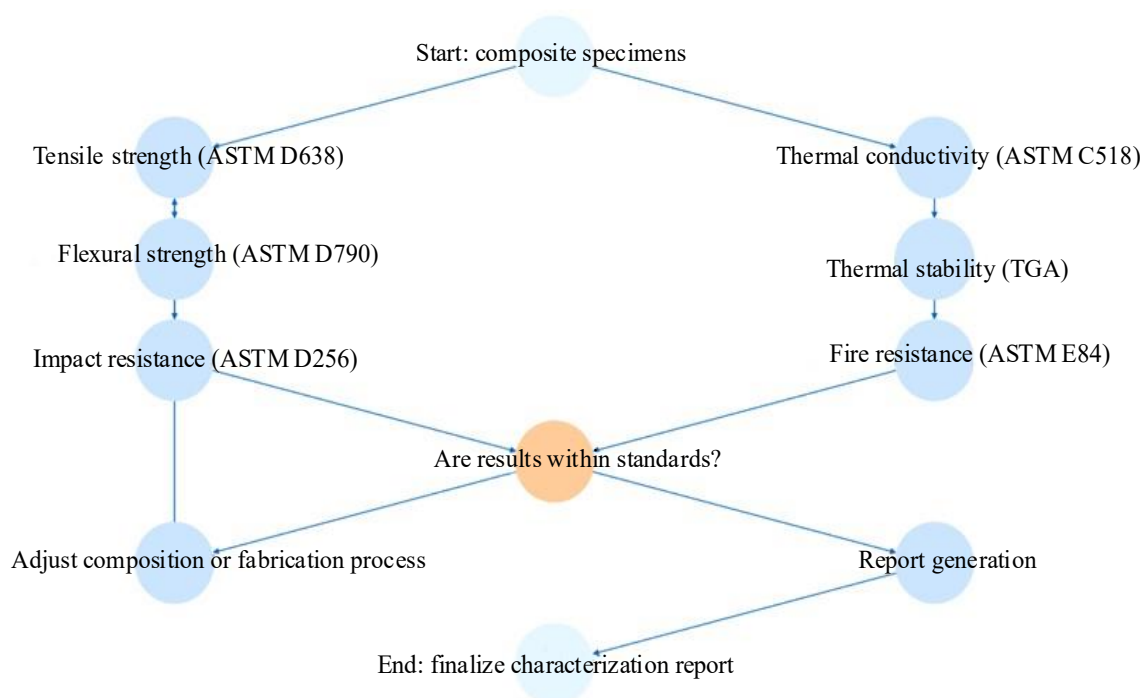 Start: composite specimens
Tensile strength (ASTM D638)
Thermal conductivity (ASTM C518)
Flexural strength (ASTM D790)
Thermal stability (TGA)
Impact resistance (ASTM D256)
Fire resistance (ASTM E84)
Are results within standards?
Adjust composition or fabrication process
Report generation
End: finalize characterization report